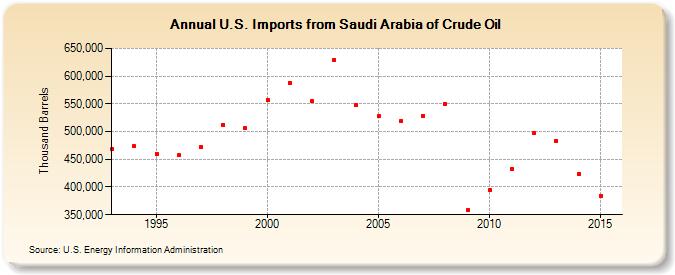 Annual U.S. Imports from Saudi Arabia of Crude Oil
Thousand Barrels
650,000
600,000
550,000
500,000
450,000
400,000
350,000
1995 2000 2005 2010 2015
Source: U.S. Energy Information Administration